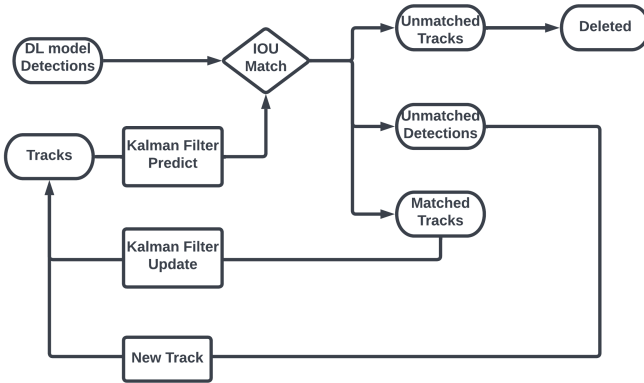 DL model
Detections
IOU
Match
Unmatched
Tracks
Deleted
Unmatched
Detections
Tracks
Kalman Filter
Predict
Matched
Tracks
Kalman Filter
Update
New Track